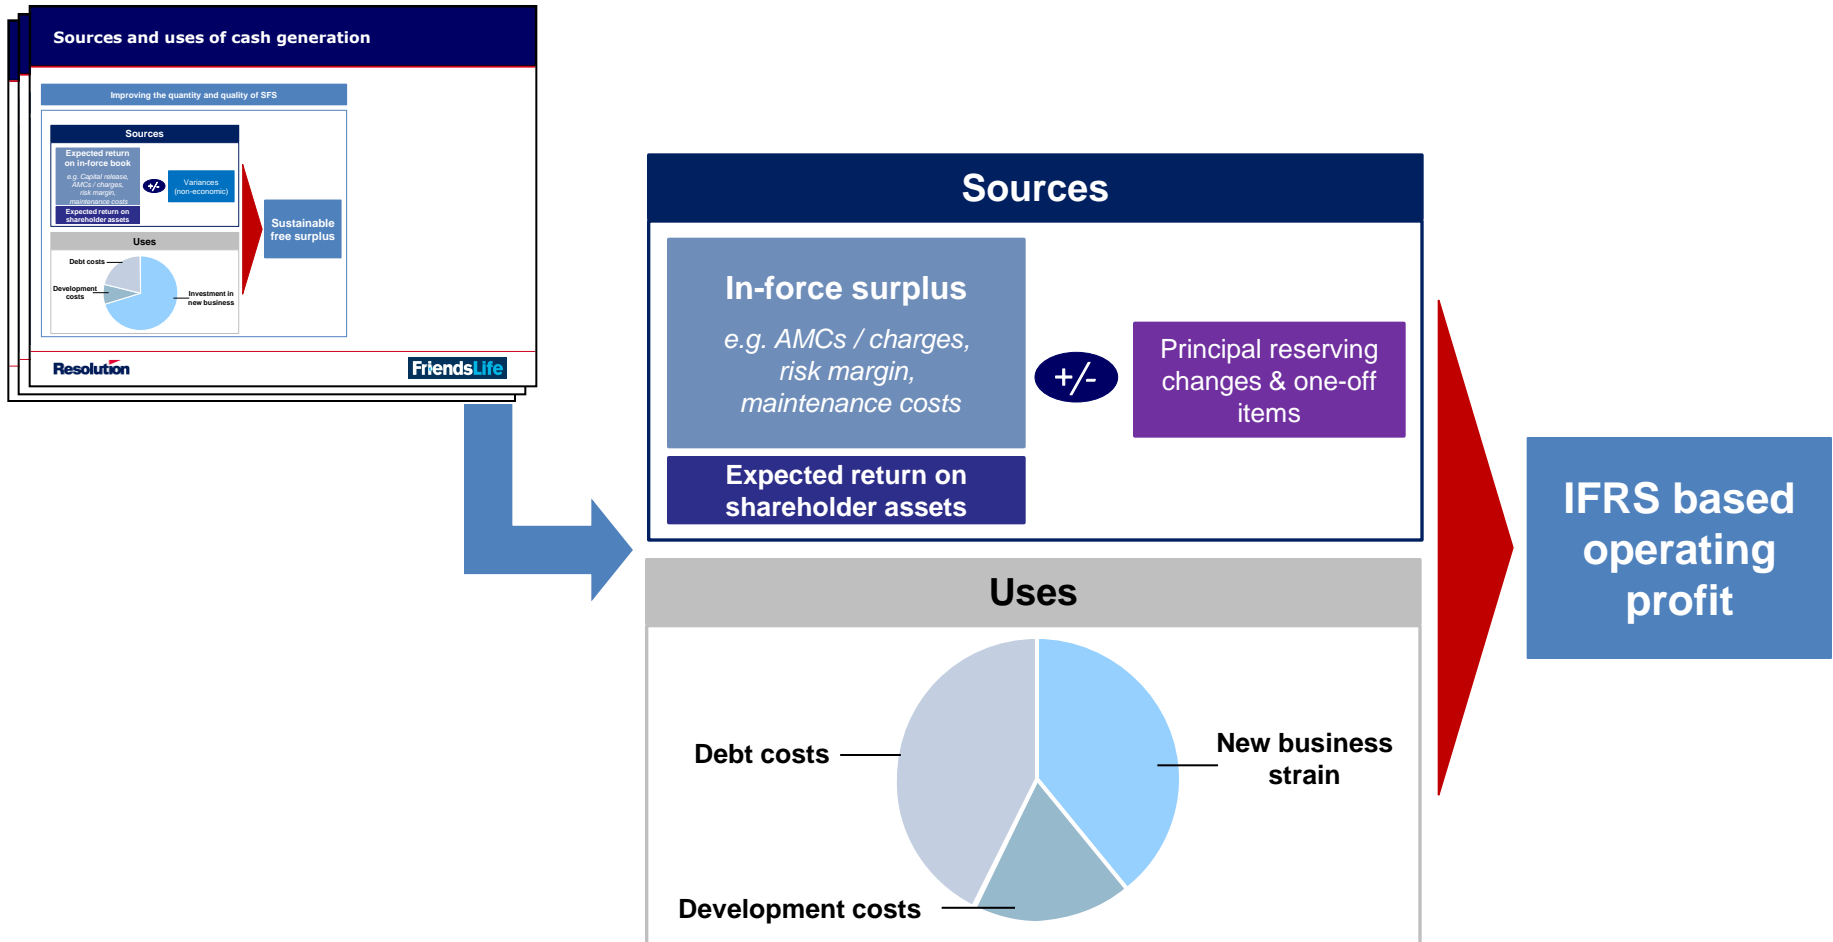 Sources and uses of cash generation
Improving the quantity and quality of SFS
Sources
Expected return
on in-force book
e.g. Capital release,
AMCs / charges,
risk margin,
maintenance costs
+/-
Variances
(non-economic)
Expected return on
shareholder assets
Sustainable
free surplus
Uses
Debt costs
Development
costs
Investment in
new business
Resolution
FriendsLife
Sources
In-force surplus
e.g. AMCs / charges,
risk margin,
maintenance costs
+/-
Principal reserving
changes & one-off
items
Expected return on
shareholder assets
IFRS based
operating
profit
Uses
Debt costs
New business
strain
Development costs